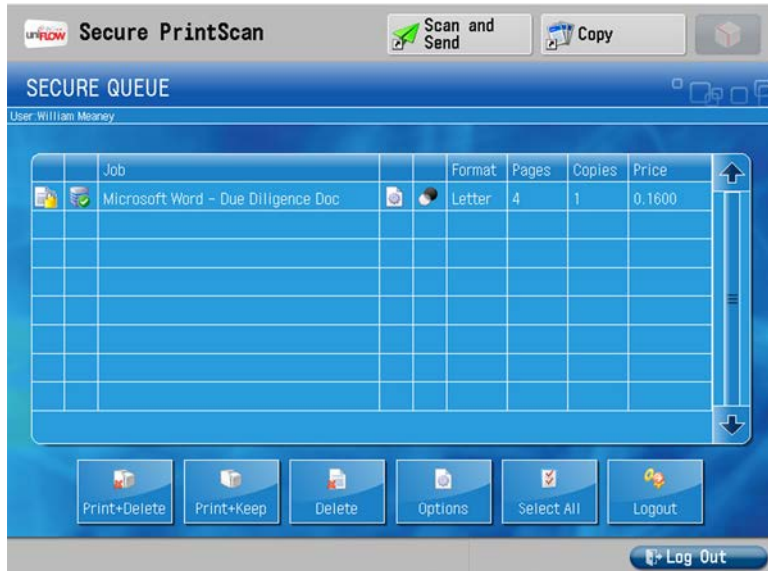 uniFLOW Secure PrintScan
Scan and Send
Copy
SECURE QUEUE
User:William Meaney
Job Format Pages Copies Price
Microsoft Word - Due Diligence Doc Letter 4 1 0.1600
Print+Delete Print+Keep Delete Options Select All Logout
Log Out